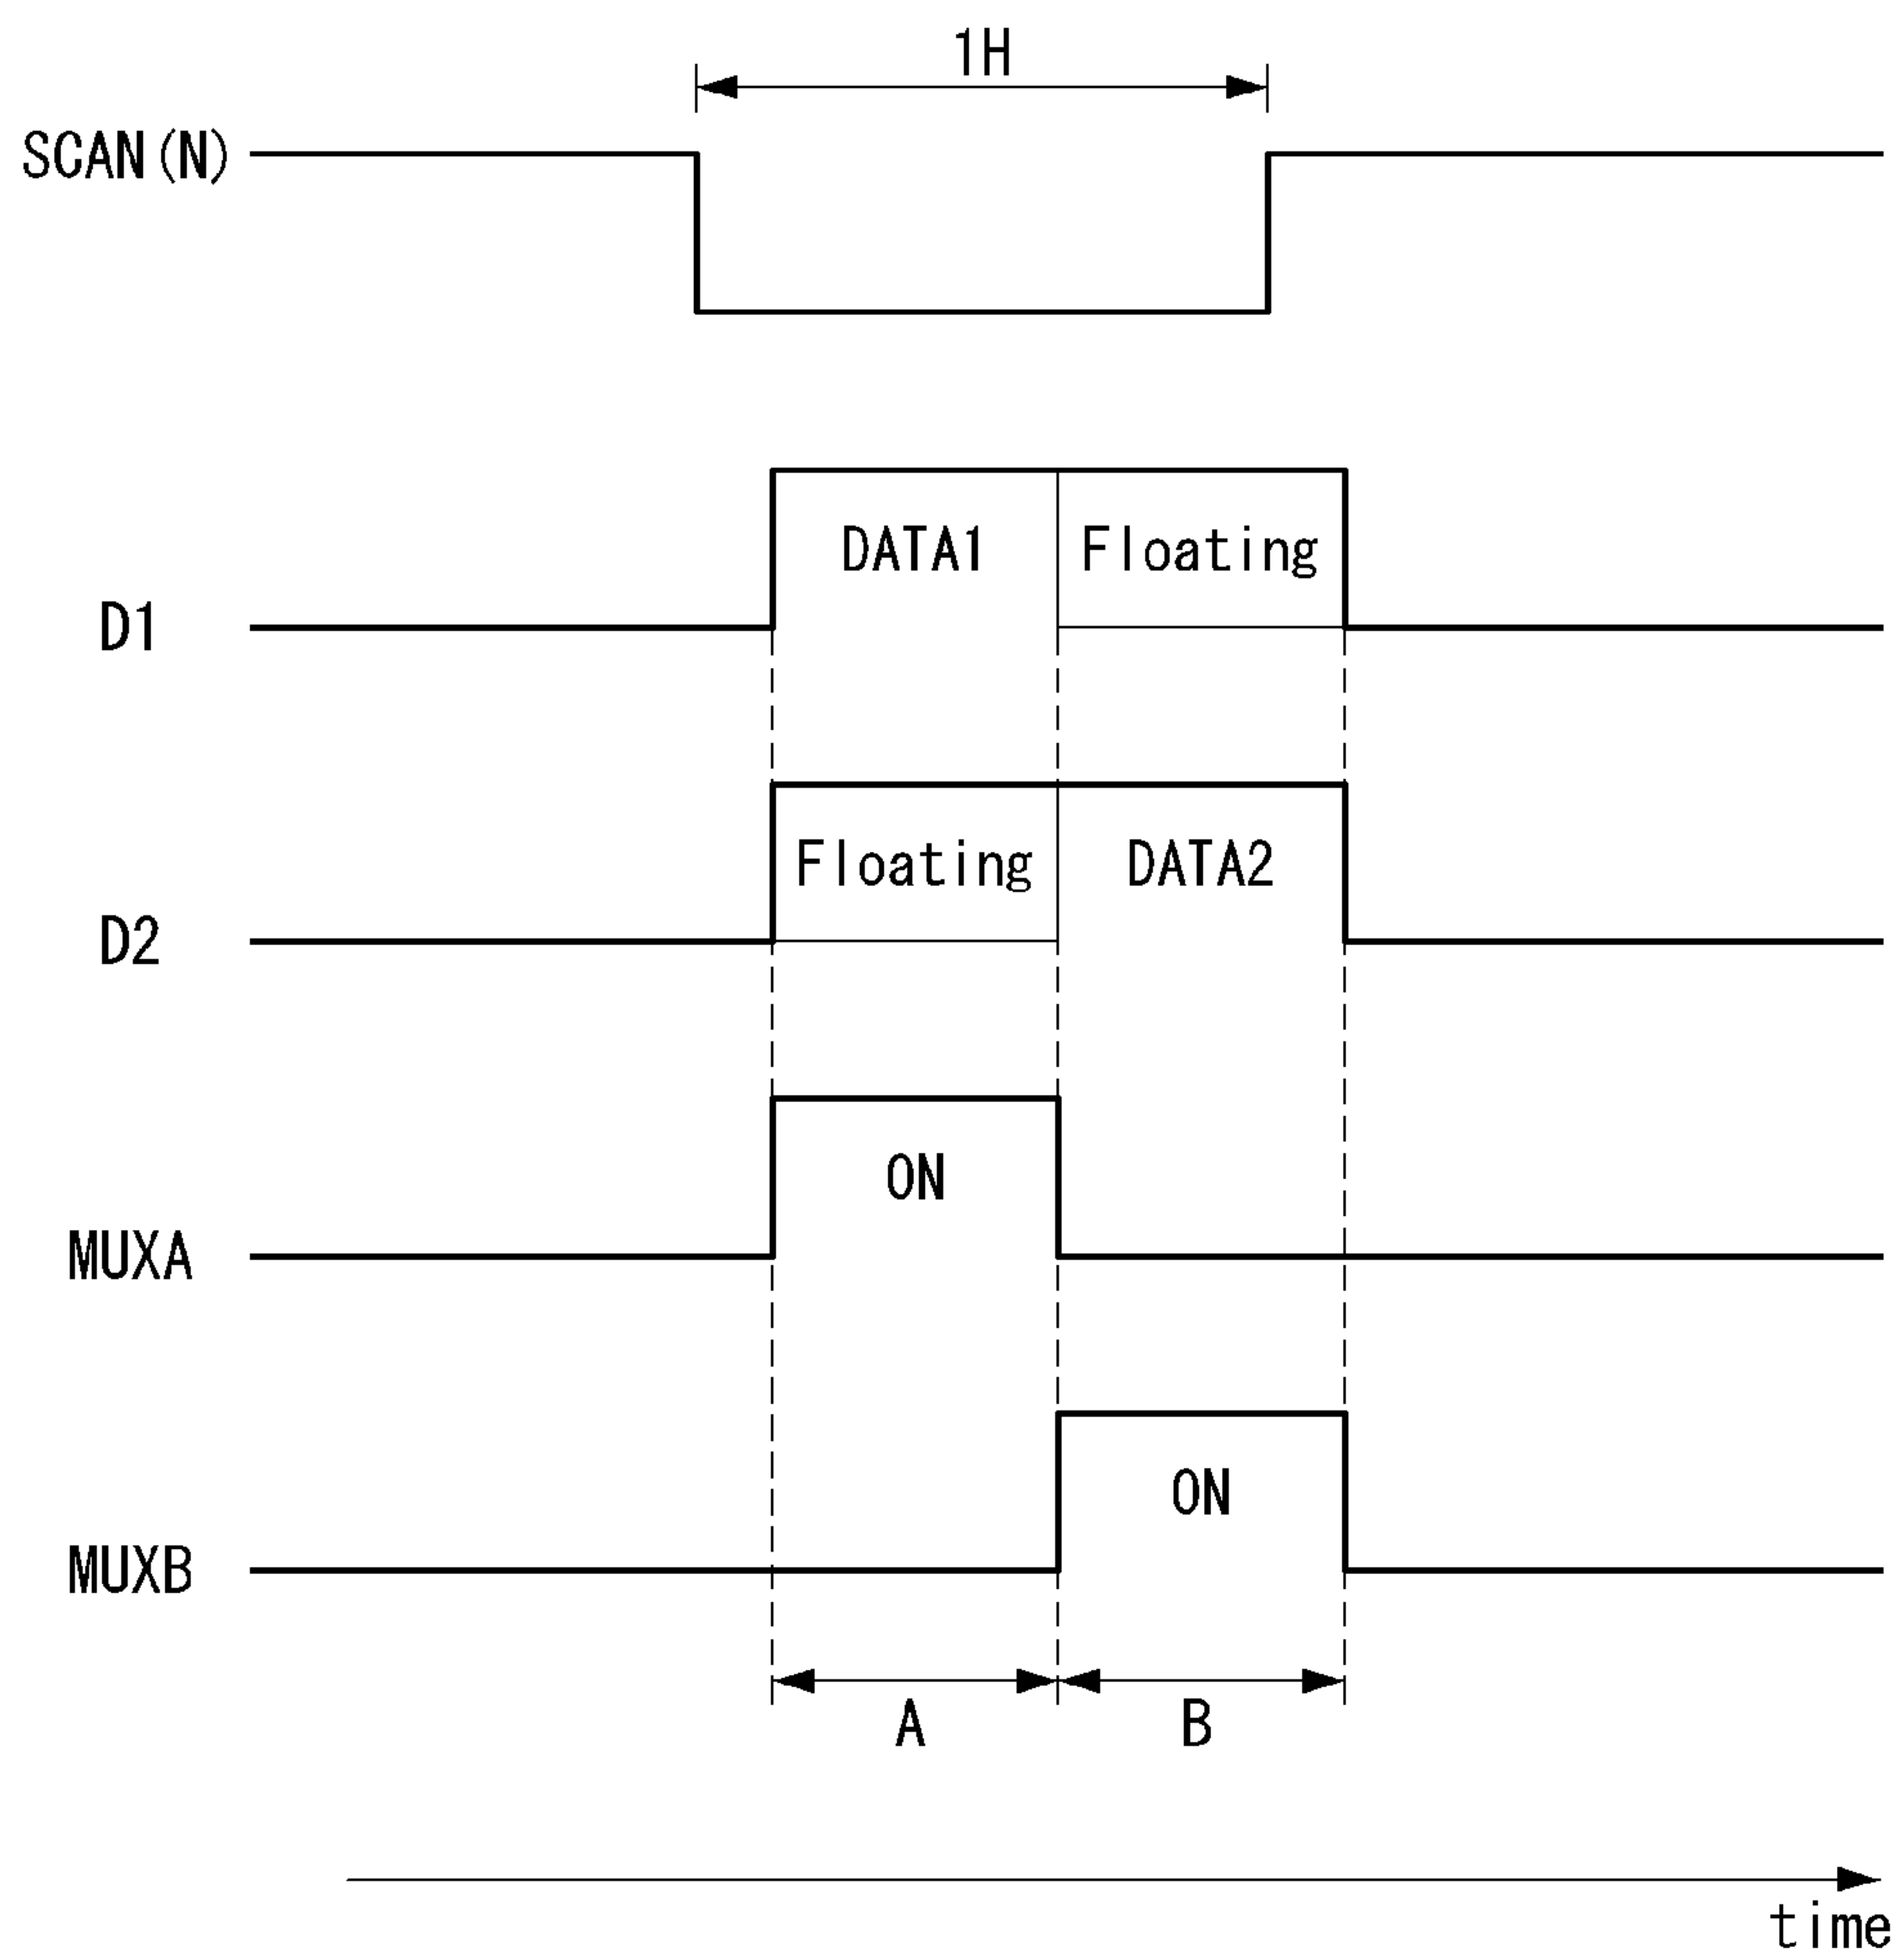 1H
SCAN(N)
DATA1 Floating
D1
Floating DATA2
D2
ON
MUXA
ON
MUXB
A B
time